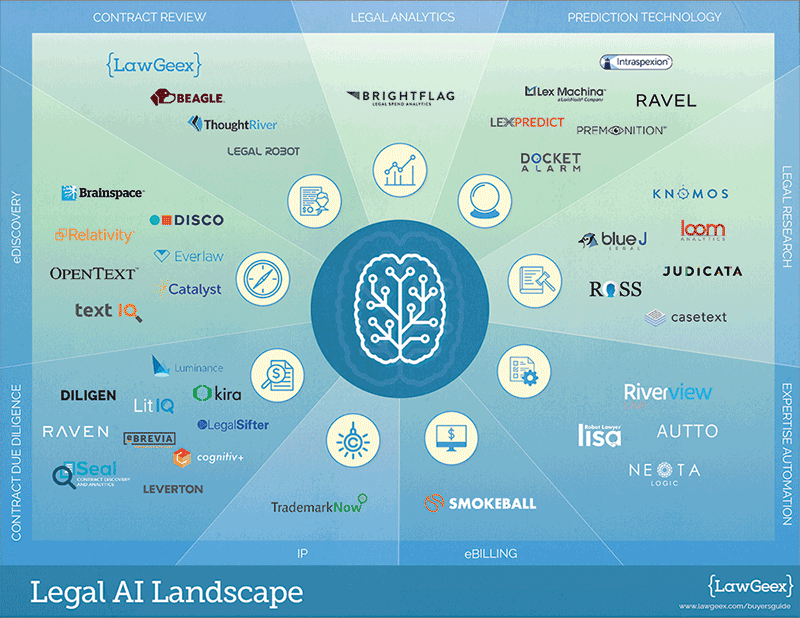 CONTRACT REVIEW
LEGAL ANALYTICS
PREDICTION TECHNOLOGY
{LawGeex}
BEAGLE
ThoughtRiver
LEGAL ROBOT
BRIGHTFLAG
LEGAL SPEND ANALYTICS
Intraspexion
Lex Machina
a LexisNexis Company
RAVEL
LEXPREDICT
PREMONITION
DOCKET
ALARM
eDISCOVERY
Brainspace
DISCO
Relativity
Everlaw
OPENTEXT
Catalyst
text IQ
LEGAL RESEARCH
KNOMOS
blue J
LEGAL
loom
ANALYTICS
JUDICATA
ROSS
casetext
CONTRACT DUE DILIGENCE
Luminance
DILIGEN
LitIQ
kira
RAVEN
eBREVIA
LegalSifter
Seal
CONTRACT DISCOVERY
AND ANALYTICS
cognitiv+
LEVERTON
EXPERTISE AUTOMATION
Riverview
Robot Lawyer
lisa
AUTTO
NEOTA
LOGIC
TrademarkNow
SMOKEBALL
IP
eBILLING
Legal AI Landscape
{LawGeex}
www.lawgeex.com/buyersguide